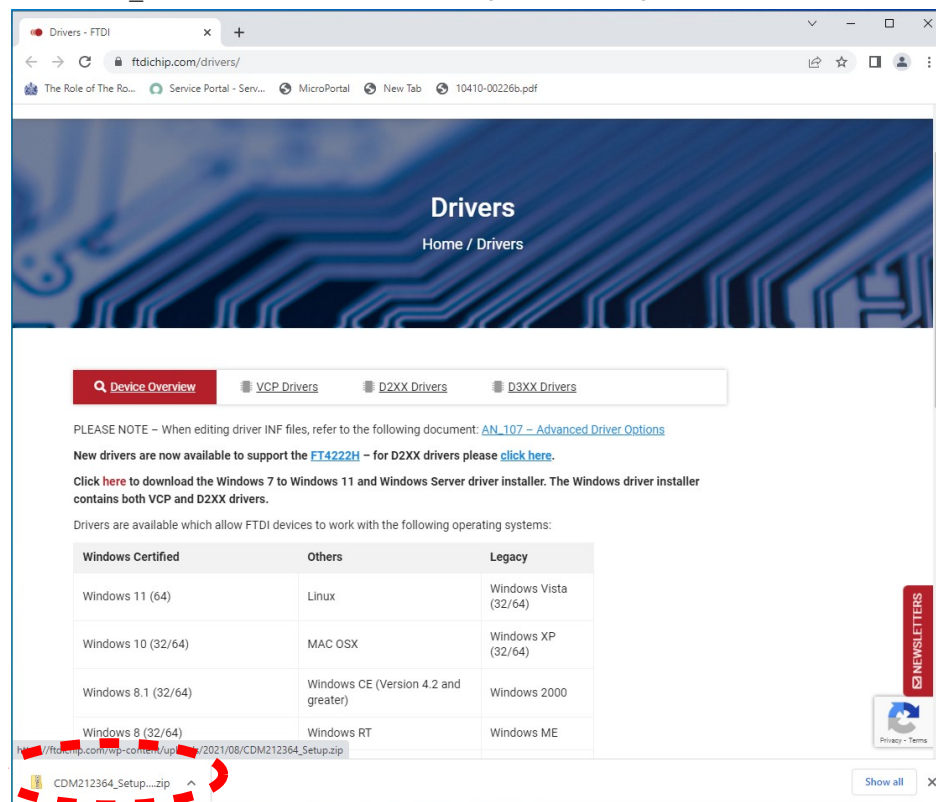 Drivers - FTDI
ftdichip.com/drivers/
The Role of The Ro... Service Portal - Serv... MicroPortal New Tab 10410-00226b.pdf
Drivers
Home / Drivers
Device Overview VCP Drivers D2XX Drivers D3XX Drivers
PLEASE NOTE – When editing driver INF files, refer to the following document: AN_107 – Advanced Driver Options
New drivers are now available to support the FT4222H – for D2XX drivers please click here.
Click here to download the Windows 7 to Windows 11 and Windows Server driver installer. The Windows driver installer
contains both VCP and D2XX drivers.
Drivers are available which allow FTDI devices to work with the following operating systems:
Windows Certified Others Legacy
Windows 11 (64) Linux Windows Vista
(32/64)
Windows 10 (32/64) MAC OSX Windows XP
(32/64)
Windows 8.1 (32/64) Windows CE (Version 4.2 and
greater) Windows 2000
Windows 8 (32/64) Windows RT Windows ME
NEWSLETTERS
Privacy - Terms
/2021/08/CDM212364_Setup.zip
CDM212364_Setup....zip
Show all